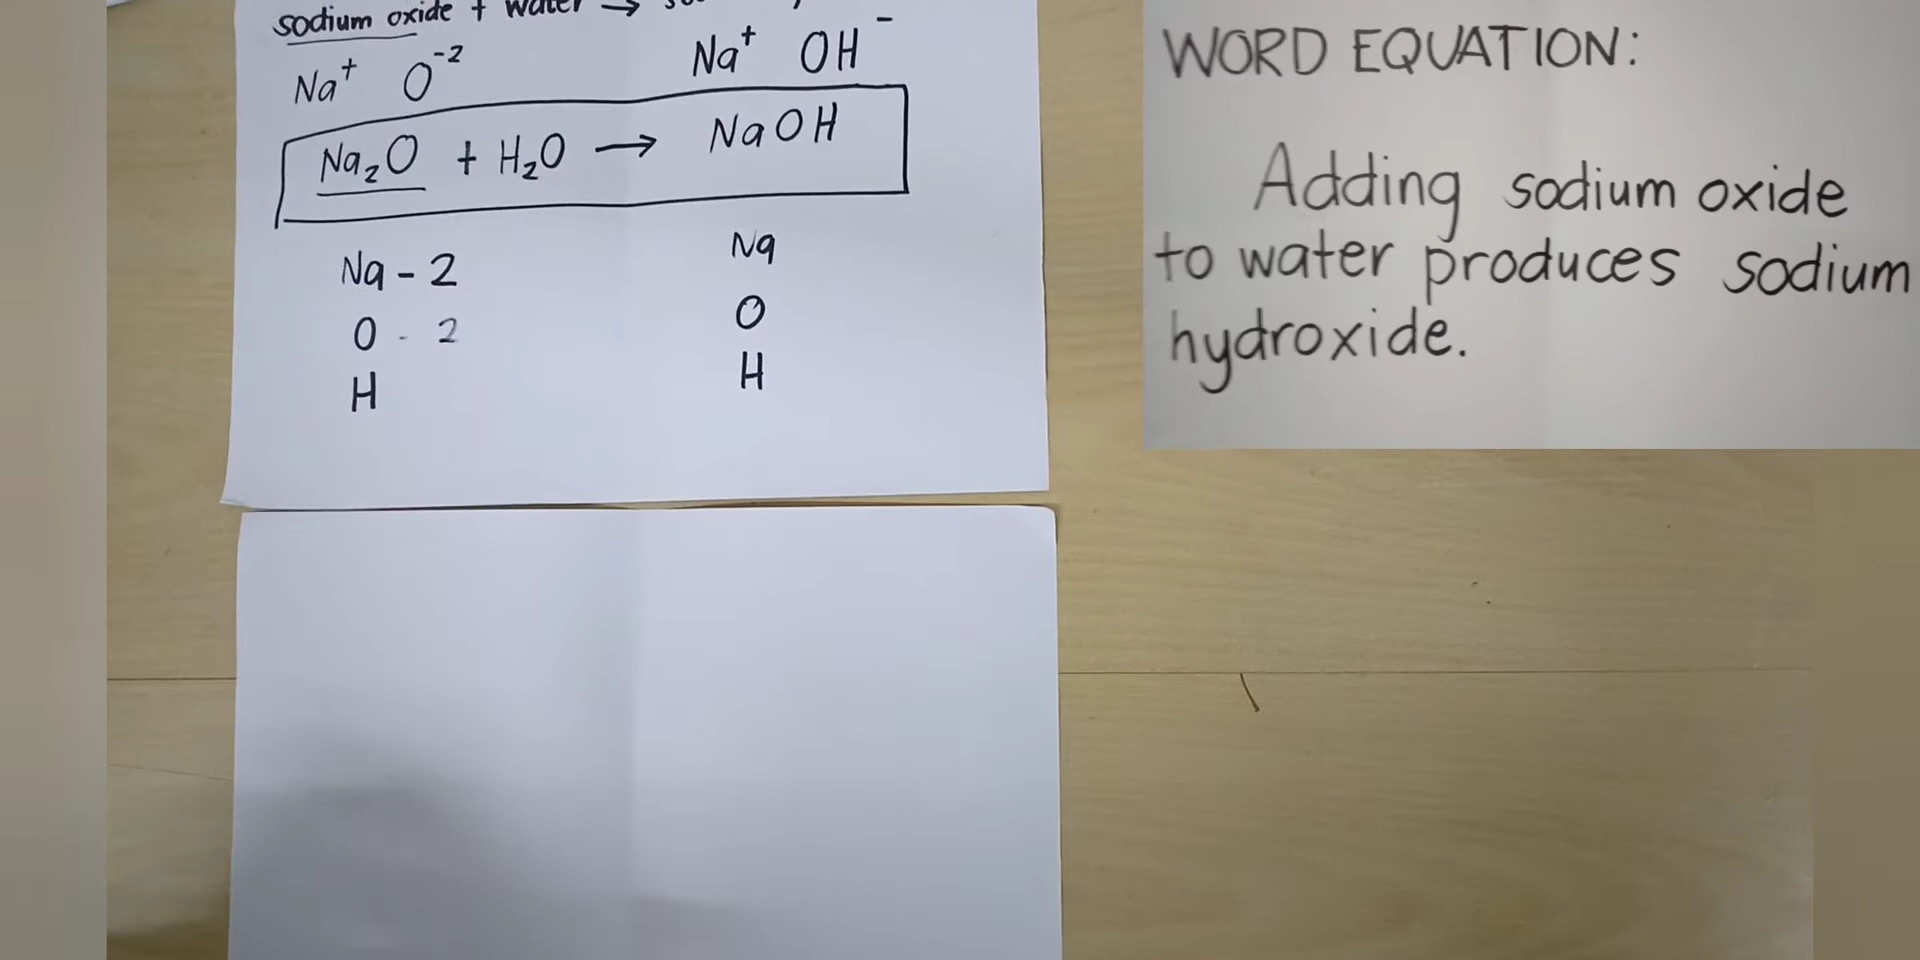 sodium oxide + water →
Na⁺ O⁻²
Na⁺ OH⁻
Na₂O + H₂O → NaOH
Na - 2
O - 2
H
Na
O
H
WORD EQUATION:
Adding sodium oxide
to water produces sodium
hydroxide.